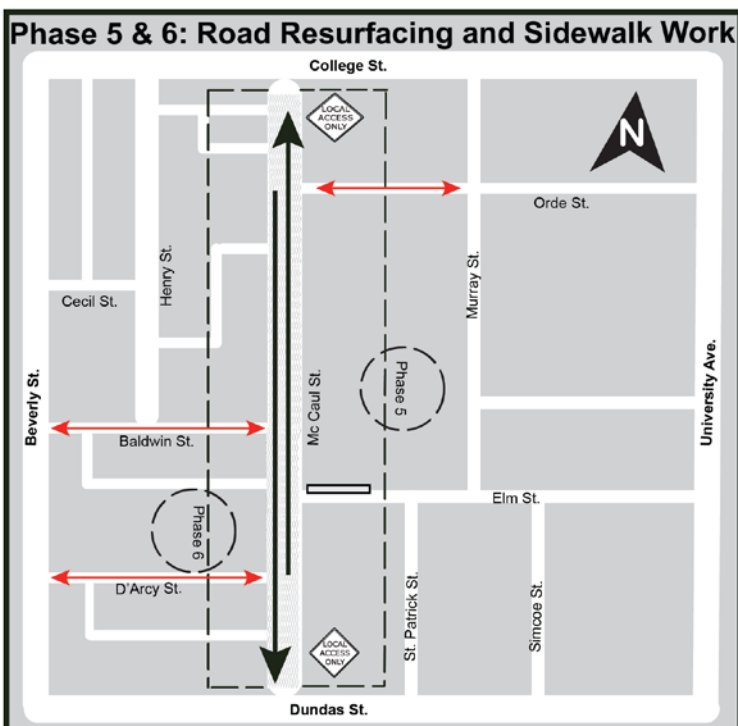 Phase 5 & 6: Road Resurfacing and Sidewalk Work
College St.
LOCAL
ACCESS
ONLY
N
Orde St.
Henry St.
Murray St.
Cecil St.
University Ave.
Beverly St.
Mc Caul St.
Phase 5
Baldwin St.
Elm St.
Phase 6
D'Arcy St.
St. Patrick St.
Simcoe St.
LOCAL
ACCESS
ONLY
Dundas St.